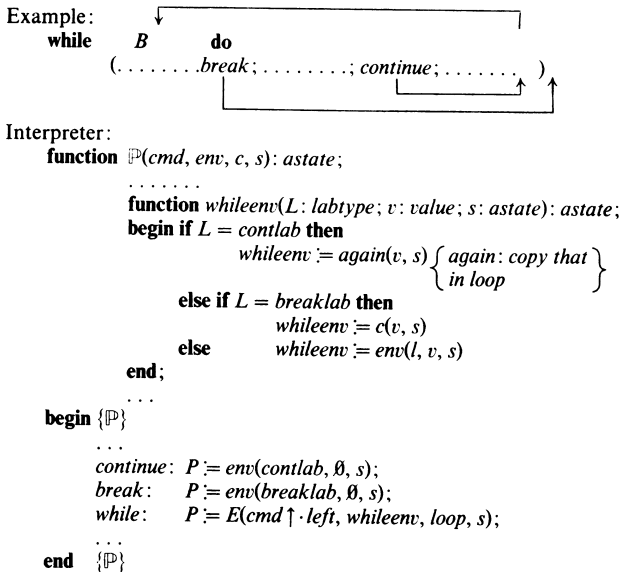 Example:
while B do
(........break; ........; continue; ....... )
Interpreter:
function ℙ(cmd, env, c, s): astate;
.......
function whileenv(L: labtype; v: value; s: astate): astate;
begin if L = contlab then
whileenv := again(v, s) { again: copy that
in loop }
else if L = breaklab then
whileenv := c(v, s)
else whileenv := env(l, v, s)
end;
...
begin {ℙ}
...
continue: P := env(contlab, Ø, s);
break: P := env(breaklab, Ø, s);
while: P := E(cmd↑·left, whileenv, loop, s);
...
end {ℙ}